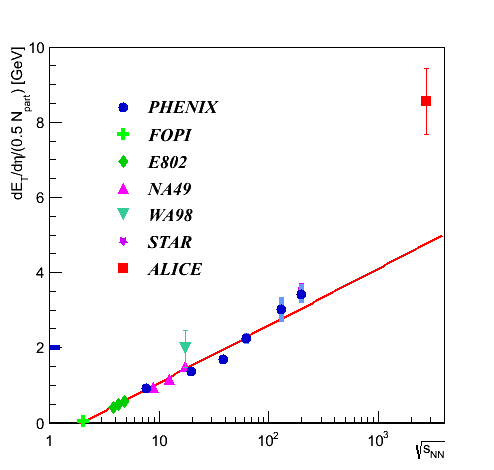 dE_T/dη/(0.5 N_part) [GeV]
10
8
6
4
2
0
PHENIX
FOPI
E802
NA49
WA98
STAR
ALICE
1 10 10² 10³
√s_NN